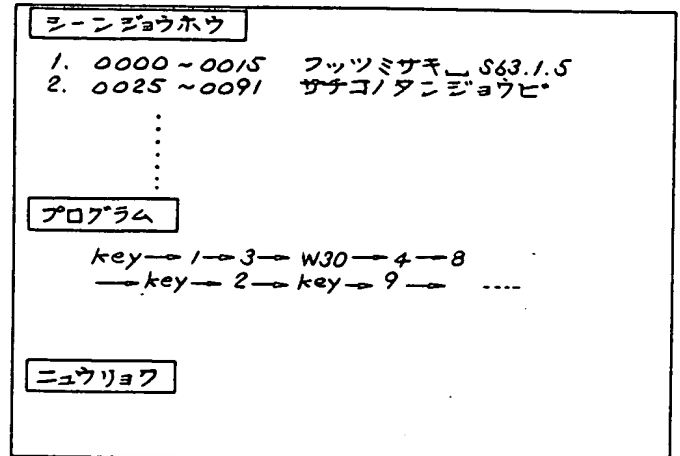 シーンジョウホウ
1. 0000~0015 フッツミサキ␣ S63.1.5
2. 0025~0091 サチコノタンジョウビ
プログラム
key→1→3→W30→4→8
→key→2→key→9→ ....
ニュウリョク